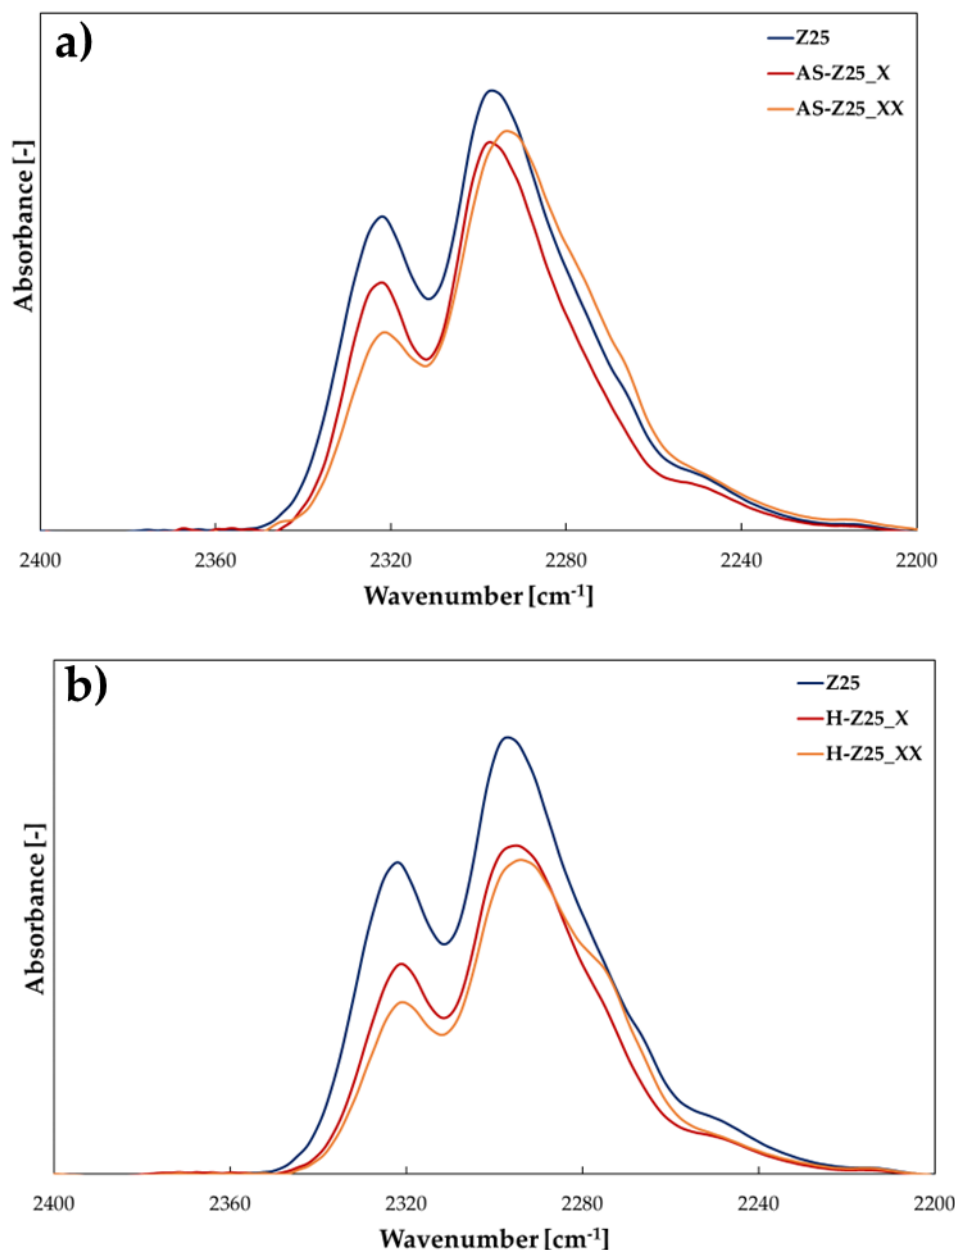 a)
Z25
AS-Z25_X
AS-Z25_XX
Absorbance [-]
2400 2360 2320 2280 2240 2200
Wavenumber [cm-1]
b)
Z25
H-Z25_X
H-Z25_XX
Absorbance [-]
2400 2360 2320 2280 2240 2200
Wavenumber [cm-1]